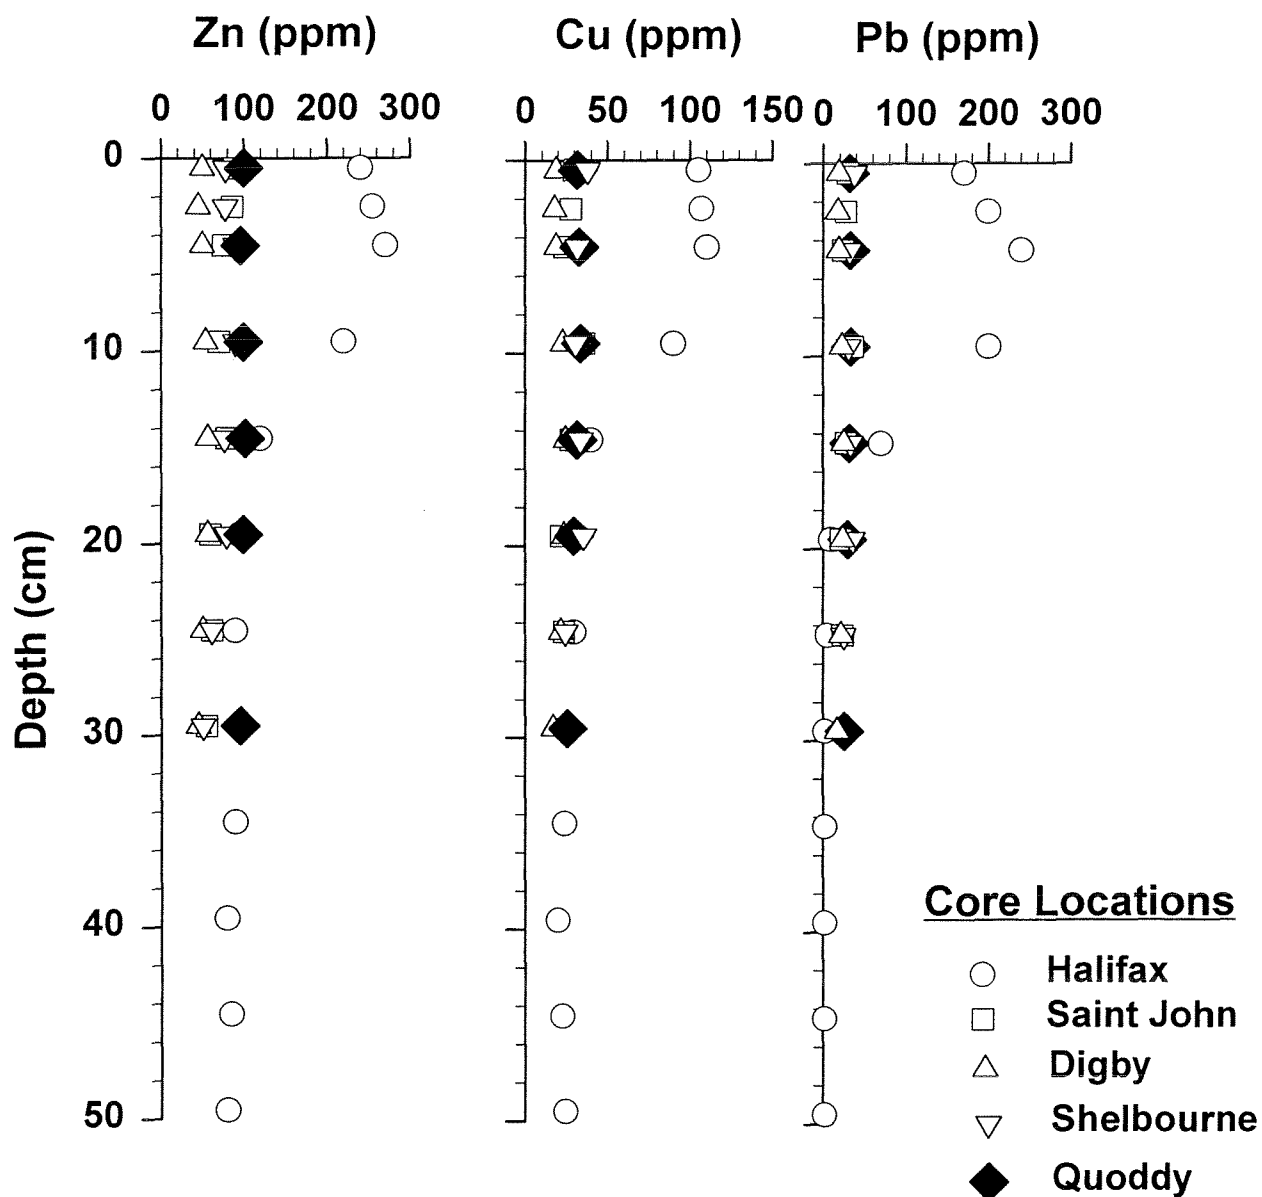 Zn (ppm) Cu (ppm) Pb (ppm)
0 100 200 300 0 50 100 150 0 100 200 300
0
10
20
30
40
50
Depth (cm)
Core Locations
Halifax
Saint John
Digby
Shelbourne
Quoddy